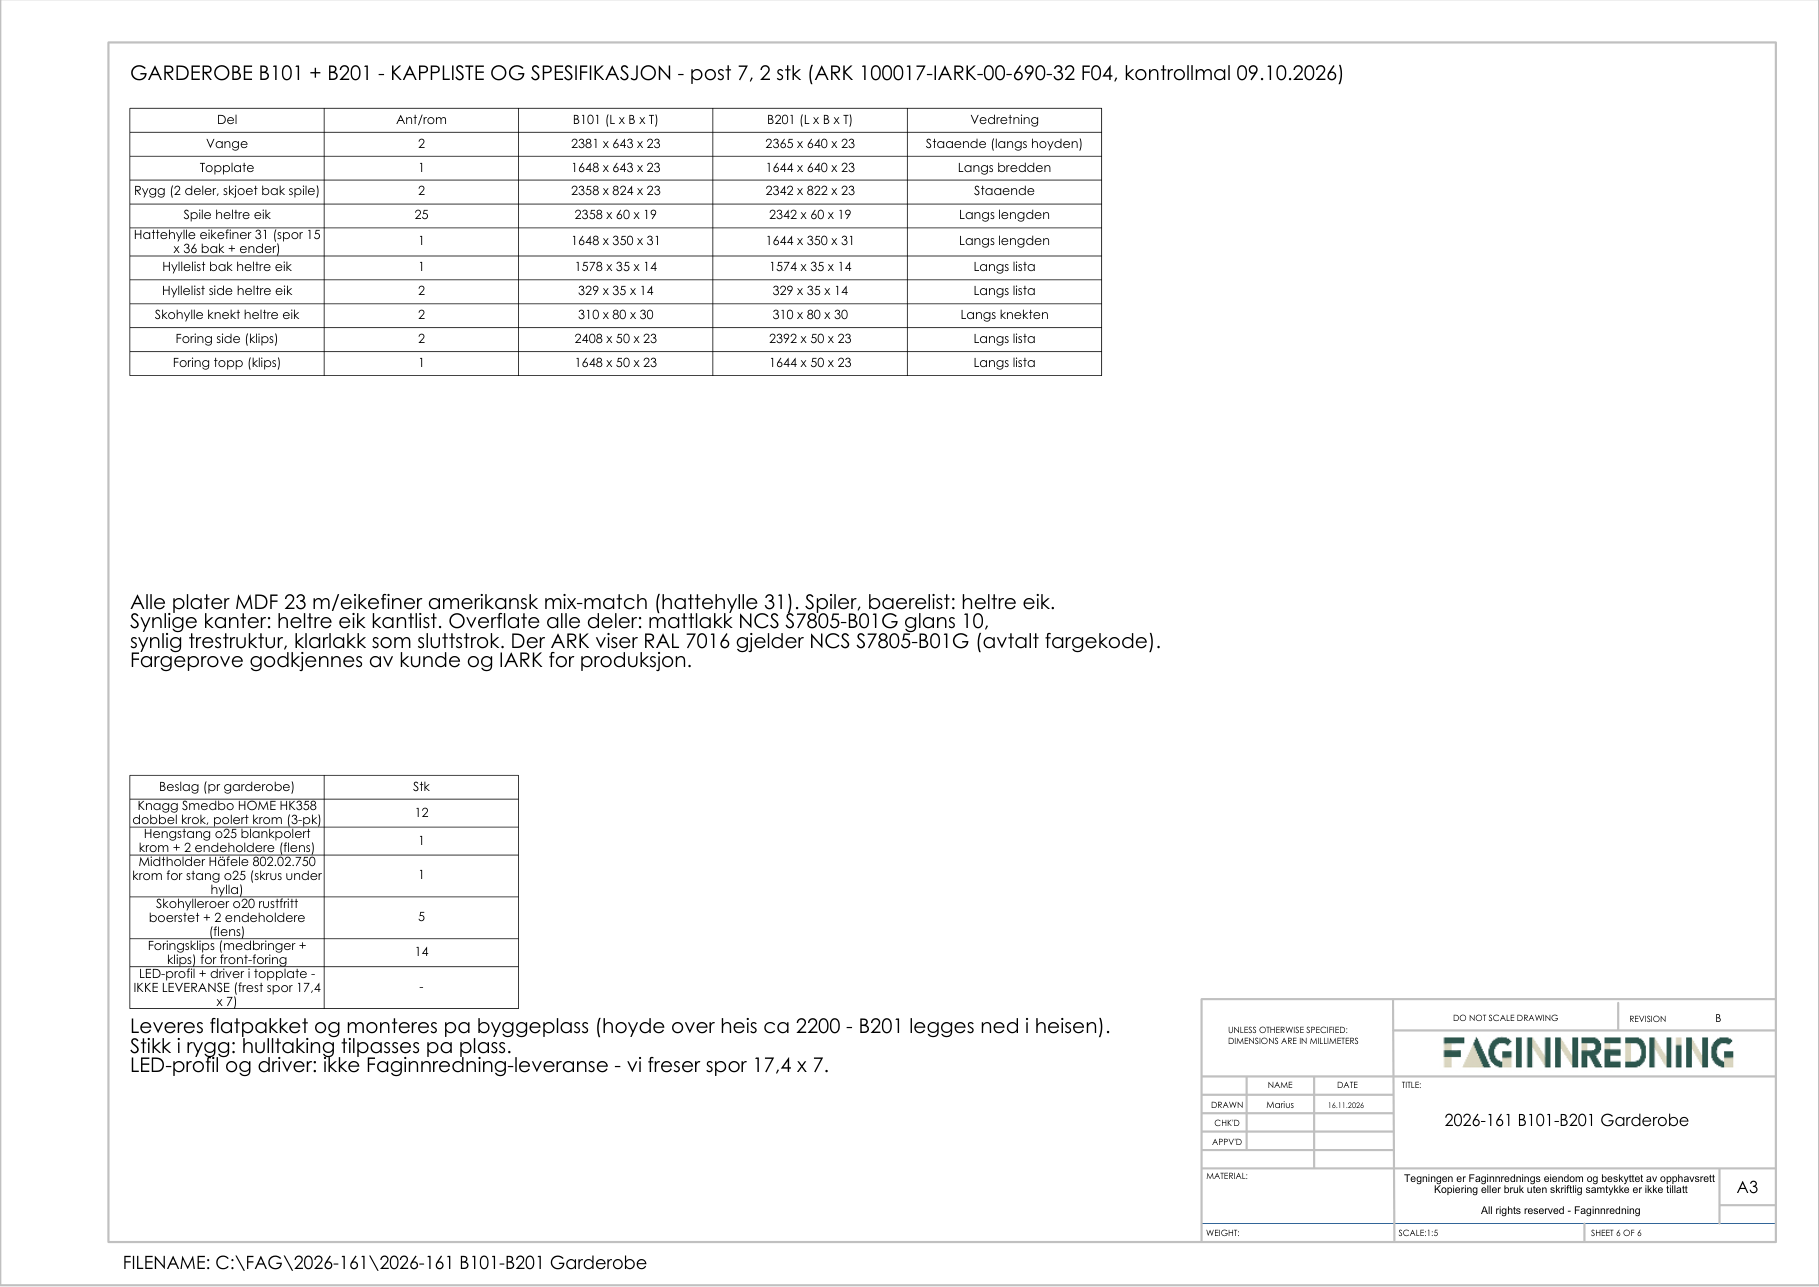 GARDEROBE B101 + B201 - KAPPLISTE OG SPESIFIKASJON - post 7, 2 stk (ARK 100017-IARK-00-690-32 F04, kontrollmal 09.10.2026)
Del Ant/rom B101 (L x B x T) B201 (L x B x T) Vedretning
Vange 2 2381 x 643 x 23 2365 x 640 x 23 Staaende (langs hoyden)
Topplate 1 1648 x 643 x 23 1644 x 640 x 23 Langs bredden
Rygg (2 deler, skjoet bak spile) 2 2358 x 824 x 23 2342 x 822 x 23 Staaende
Spile heltre eik 25 2358 x 60 x 19 2342 x 60 x 19 Langs lengden
Hattehylle eikefiner 31 (spor 15
x 36 bak + ender) 1 1648 x 350 x 31 1644 x 350 x 31 Langs lengden
Hyllelist bak heltre eik 1 1578 x 35 x 14 1574 x 35 x 14 Langs lista
Hyllelist side heltre eik 2 329 x 35 x 14 329 x 35 x 14 Langs lista
Skohylle knekt heltre eik 2 310 x 80 x 30 310 x 80 x 30 Langs knekten
Foring side (klips) 2 2408 x 50 x 23 2392 x 50 x 23 Langs lista
Foring topp (klips) 1 1648 x 50 x 23 1644 x 50 x 23 Langs lista
Alle plater MDF 23 m/eikefiner amerikansk mix-match (hattehylle 31). Spiler, baerelist: heltre eik.
Synlige kanter: heltre eik kantlist. Overflate alle deler: mattlakk NCS S7805-B01G glans 10,
synlig trestruktur, klarlakk som sluttstrok. Der ARK viser RAL 7016 gjelder NCS S7805-B01G (avtalt fargekode).
Fargeprove godkjennes av kunde og IARK for produksjon.
Beslag (pr garderobe) Stk
Knagg Smedbo HOME HK358
dobbel krok, polert krom (3-pk) 12
Hengstang o25 blankpolert
krom + 2 endeholdere (flens) 1
Midtholder Häfele 802.02.750
krom for stang o25 (skrus under
hylla) 1
Skohylleroer o20 rustfritt
boerstet + 2 endeholdere
(flens) 5
Foringsklips (medbringer +
klips) for front-foring 14
LED-profil + driver i topplate -
IKKE LEVERANSE (frest spor 17,4
x 7) -
Leveres flatpakket og monteres pa byggeplass (hoyde over heis ca 2200 - B201 legges ned i heisen).
Stikk i rygg: hulltaking tilpasses pa plass.
LED-profil og driver: ikke Faginnredning-leveranse - vi freser spor 17,4 x 7.
UNLESS OTHERWISE SPECIFIED:
DIMENSIONS ARE IN MILLIMETERS
DO NOT SCALE DRAWING REVISION B
FAGINNREDNING
NAME DATE
DRAWN Marius 16.11.2026
CHK'D
APPV'D
TITLE:
2026-161 B101-B201 Garderobe
MATERIAL:
Tegningen er Faginnrednings eiendom og beskyttet av opphavsrett
Kopiering eller bruk uten skriftlig samtykke er ikke tillatt
All rights reserved - Faginnredning
A3
WEIGHT: SCALE:1:5 SHEET 6 OF 6
FILENAME: C:\FAG\2026-161\2026-161 B101-B201 Garderobe